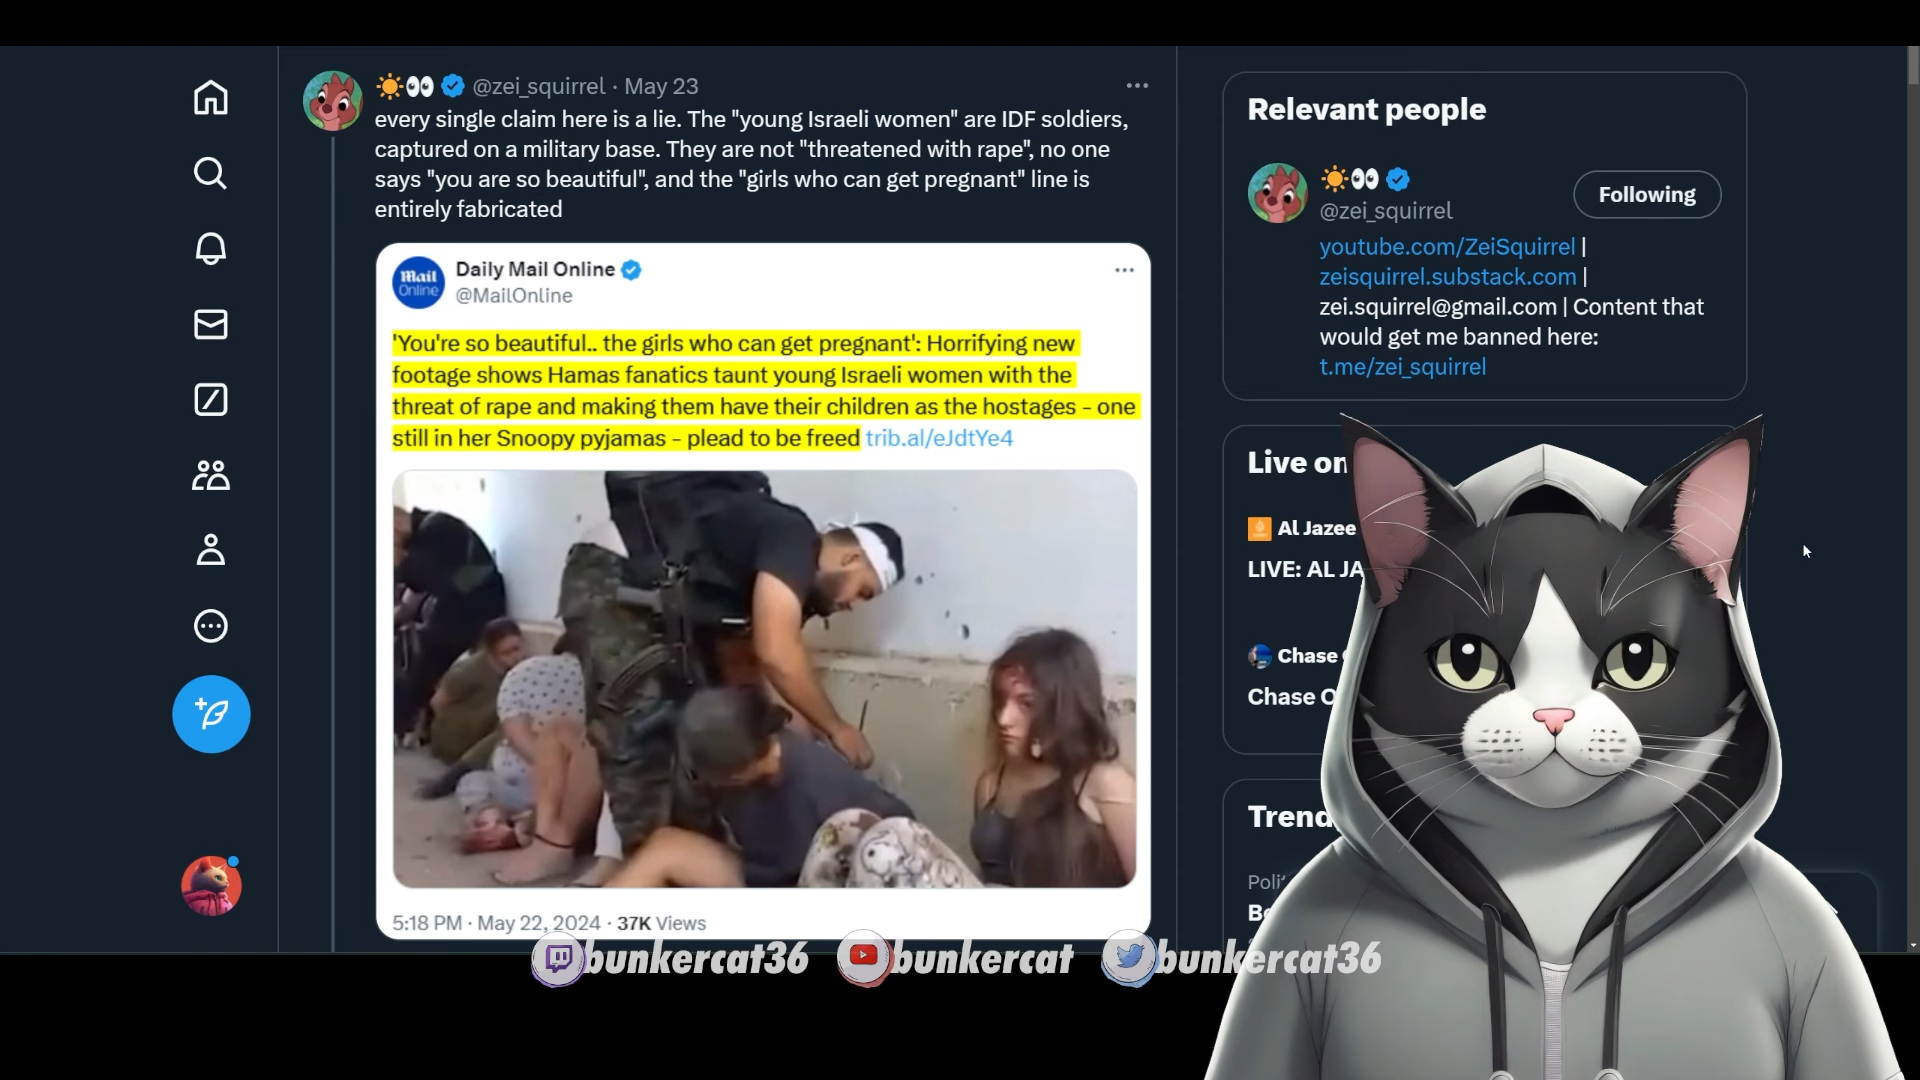 @zei_squirrel · May 23
every single claim here is a lie. The "young Israeli women" are IDF soldiers,
captured on a military base. They are not "threatened with rape", no one
says "you are so beautiful", and the "girls who can get pregnant" line is
entirely fabricated
Mail
Online
Daily Mail Online
@MailOnline
'You're so beautiful.. the girls who can get pregnant': Horrifying new
footage shows Hamas fanatics taunt young Israeli women with the
threat of rape and making them have their children as the hostages - one
still in her Snoopy pyjamas - plead to be freed trib.al/eJdtYe4
5:18 PM · May 22, 2024 · 37K Views
Relevant people
@zei_squirrel
Following
youtube.com/ZeiSquirrel |
zeisquirrel.substack.com |
zei.squirrel@gmail.com | Content that
would get me banned here:
t.me/zei_squirrel
Live on
Al Jazee
LIVE: AL JA
Chase
Chase O
Trend
Polit
Be
bunkercat36 bunkercat bunkercat36